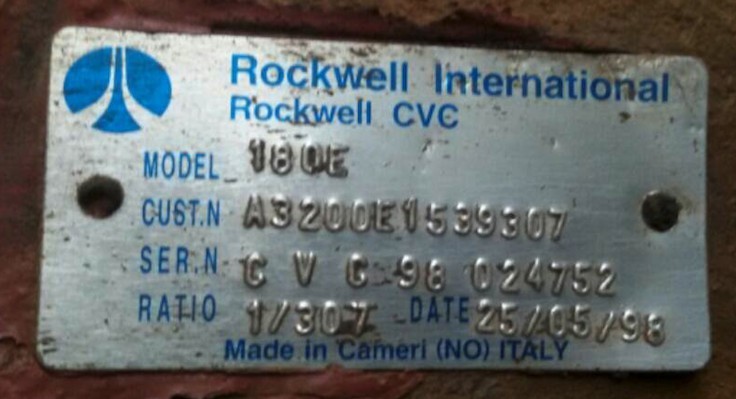 Rockwell International
Rockwell CVC
MODEL 180E
CUST.N A3200E1539307
SER.N C V C 98 024752
RATIO 1/307 DATE 25/05/98
Made in Cameri (NO) ITALY